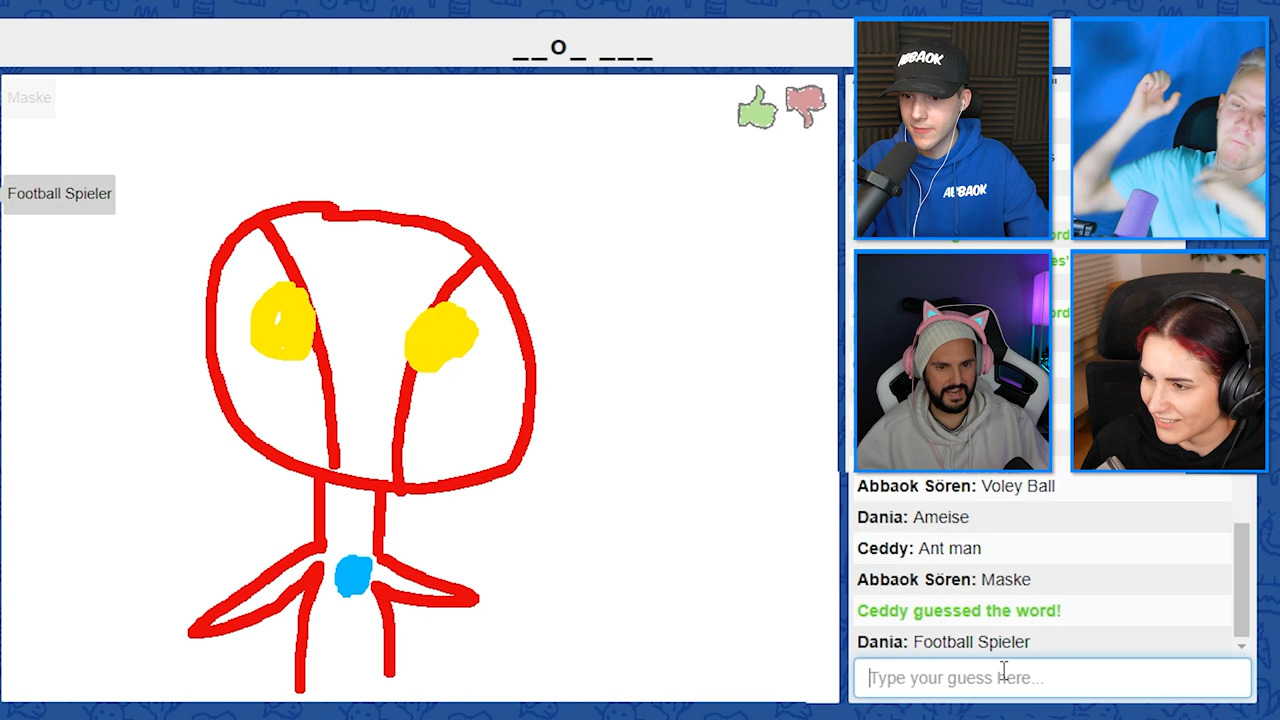 __o_ ___
Maske
Football Spieler
ABBAOK
ABBAOK
Abbaok Sören: Voley Ball
Dania: Ameise
Ceddy: Ant man
Abbaok Sören: Maske
Ceddy guessed the word!
Dania: Football Spieler
Type your guess here...